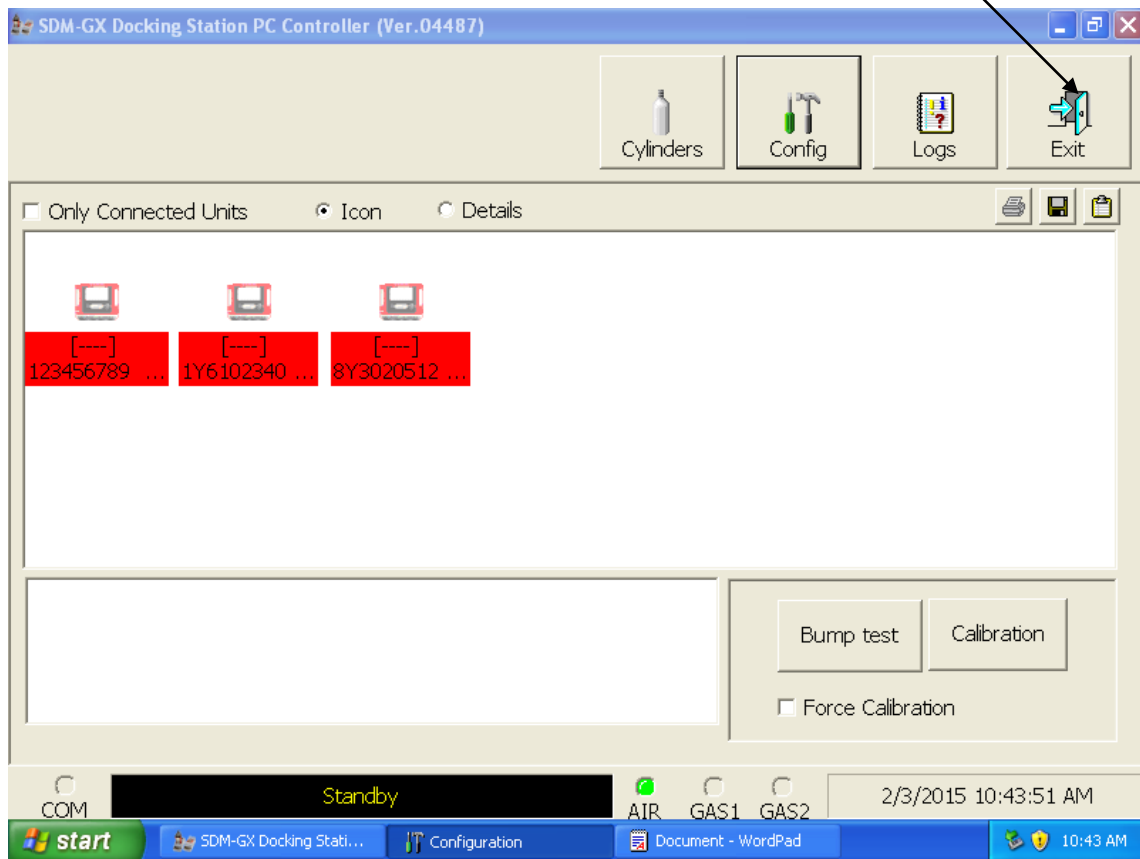 SDM-GX Docking Station PC Controller (Ver.04487)
Cylinders Config Logs Exit
Only Connected Units Icon Details
[----] [----] [----]
123456789 ... 1Y6102340 ... 8Y3020512 ...
Bump test Calibration
Force Calibration
Standby
COM AIR GAS1 GAS2 2/3/2015 10:43:51 AM
start SDM-GX Docking Stati... Configuration Document - WordPad 10:43 AM